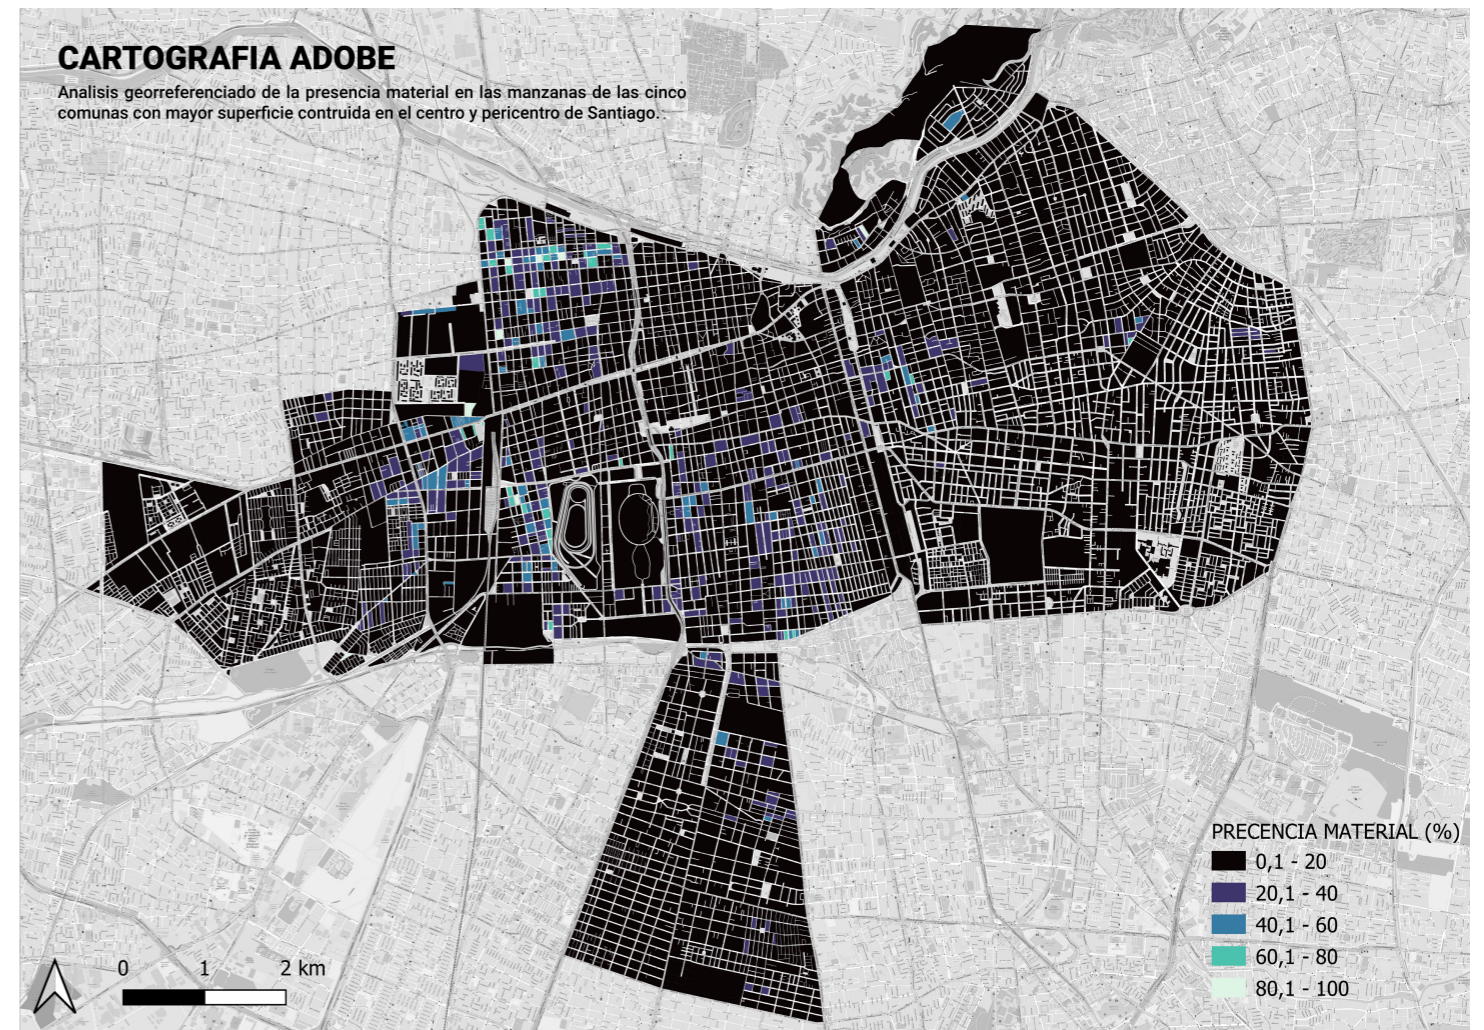 CARTOGRAFIA ADOBE
Analisis georreferenciado de la presencia material en las manzanas de las cinco
comunas con mayor superficie contruida en el centro y pericentro de Santiago.
PRECENCIA MATERIAL (%)
0,1 - 20
20,1 - 40
40,1 - 60
60,1 - 80
80,1 - 100
0 1 2 km